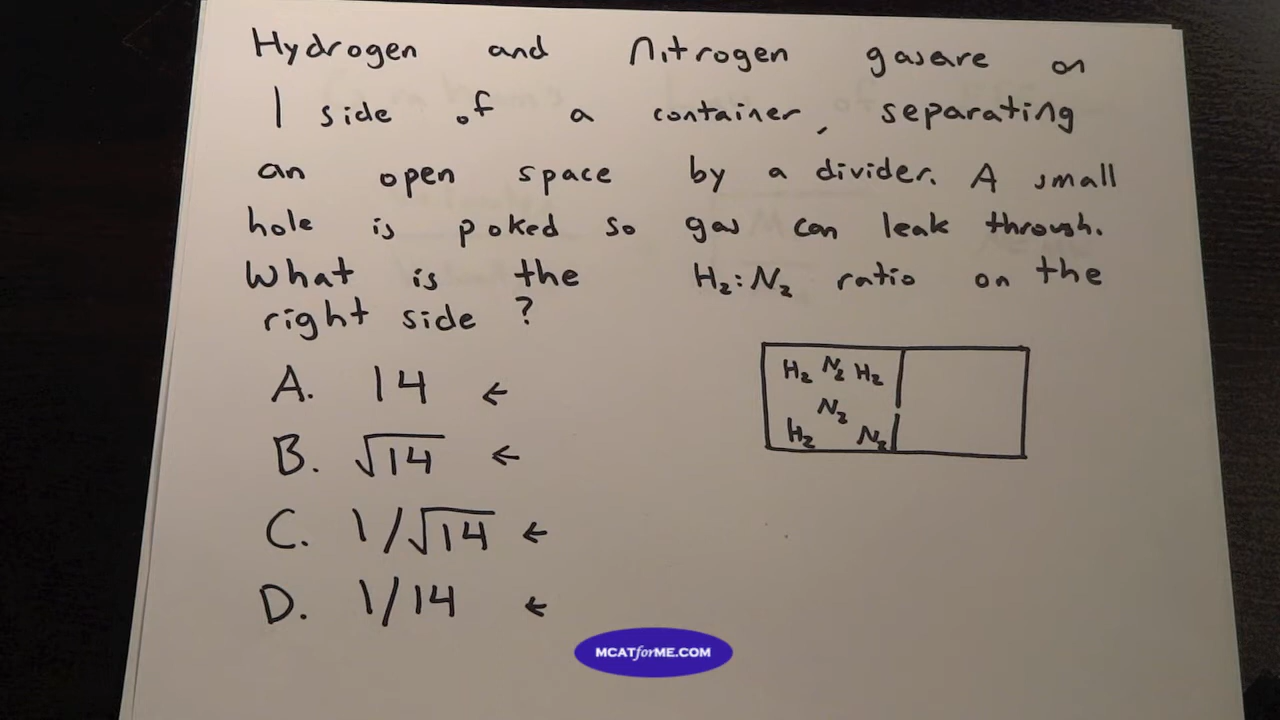 Hydrogen and Nitrogen gas are on
1 side of a container, separating
an open space by a divider. A small
hole is poked so gas can leak through.
What is the H₂:N₂ ratio on the
right side ?
A. 14 ←
B. √14 ←
C. 1/√14 ←
D. 1/14 ←
H₂ N₂ H₂
N₂
H₂ N₂
MCATforME.COM